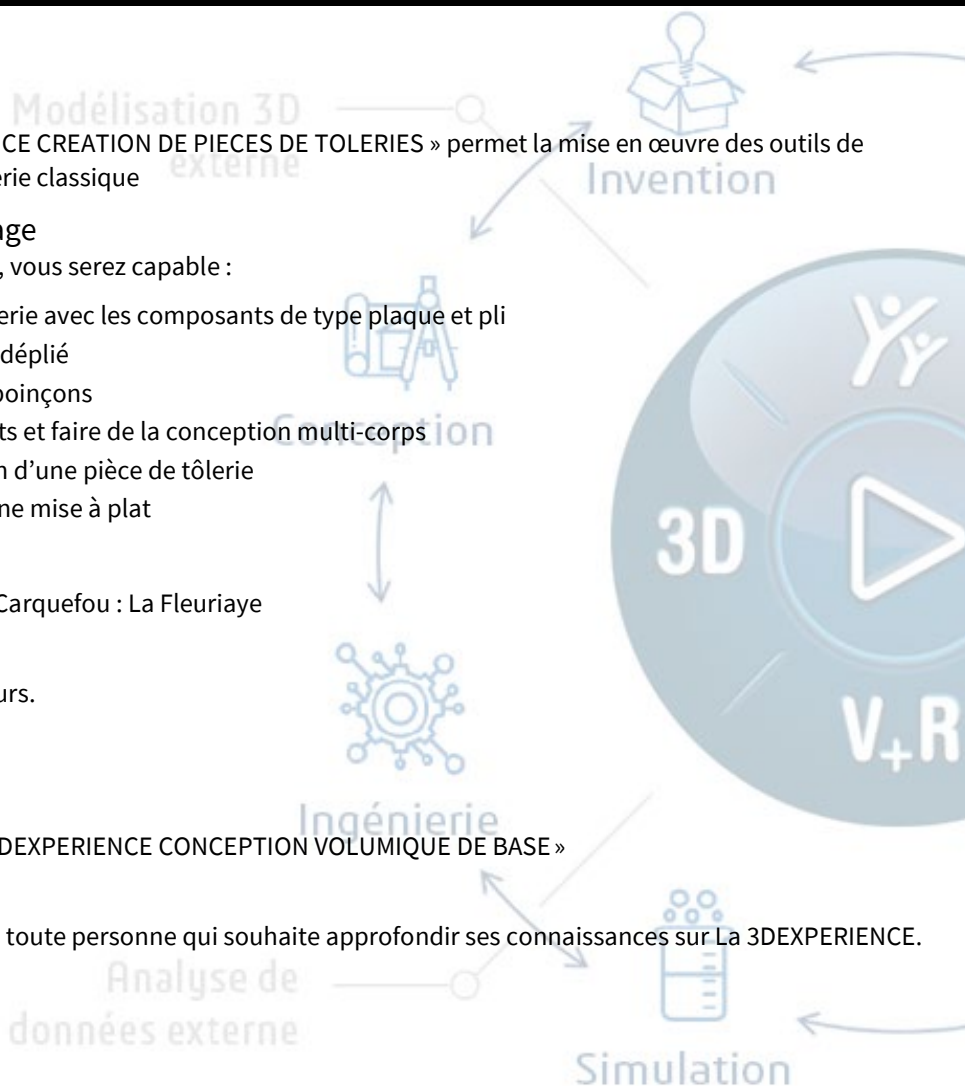 Modélisation 3D
externe
CE CREATION DE PIECES DE TOLERIES » permet la mise en œuvre des outils de
erie classique
Invention
age
, vous serez capable :
erie avec les composants de type plaque et pli
déplié
poinçons
ts et faire de la conception multi-corps
Conception
n d’une pièce de tôlerie
ne mise à plat
3D
Carquefou : La Fleuriaye
urs.
V+R
Ingénierie
DEXPERIENCE CONCEPTION VOLUMIQUE DE BASE »
toute personne qui souhaite approfondir ses connaissances sur La 3DEXPERIENCE.
Analyse de
données externe
Simulation